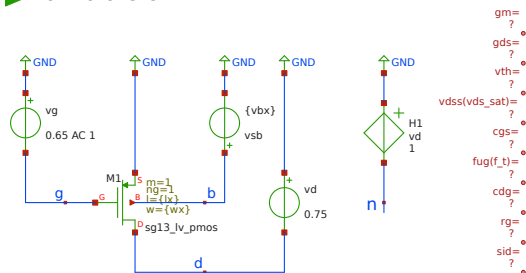 gm=
?
gds=
?
vth=
?
vdss(vds_sat)=
?
cgs=
?
fug(f_t)=
?
cdg=
?
rg=
?
sid=
?
GND
GND
GND
GND
GND
vg
0.65 AC 1
{vbx}
vsb
H1
vd
1
M1
S
m=1
ng=1
l={lx}
w={wx}
G
B
D
sg13_lv_pmos
g
b
vd
0.75
n
d